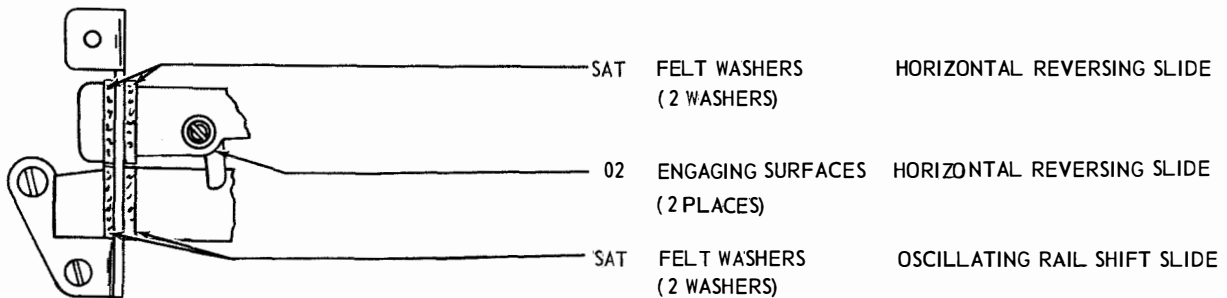 SAT FELT WASHERS HORIZONTAL REVERSING SLIDE
(2 WASHERS)
02 ENGAGING SURFACES HORIZONTAL REVERSING SLIDE
(2 PLACES)
SAT FELT WASHERS OSCILLATING RAIL SHIFT SLIDE
(2 WASHERS)